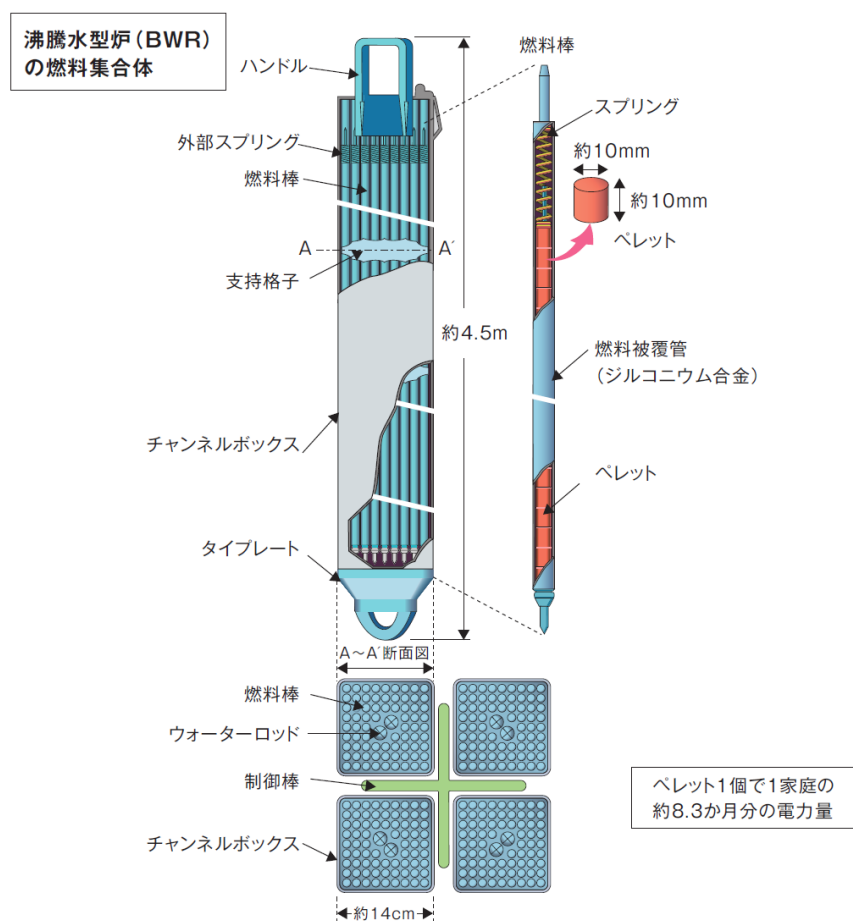 沸騰水型炉(BWR)
の燃料集合体
ハンドル
外部スプリング
燃料棒
A
A´
支持格子
約4.5m
チャンネルボックス
タイプレート
燃料棒
スプリング
約10mm
約10mm
ペレット
燃料被覆管
(ジルコニウム合金)
ペレット
A~A´断面図
燃料棒
ウォーターロッド
制御棒
チャンネルボックス
約14cm
ペレット1個で1家庭の
約8.3か月分の電力量